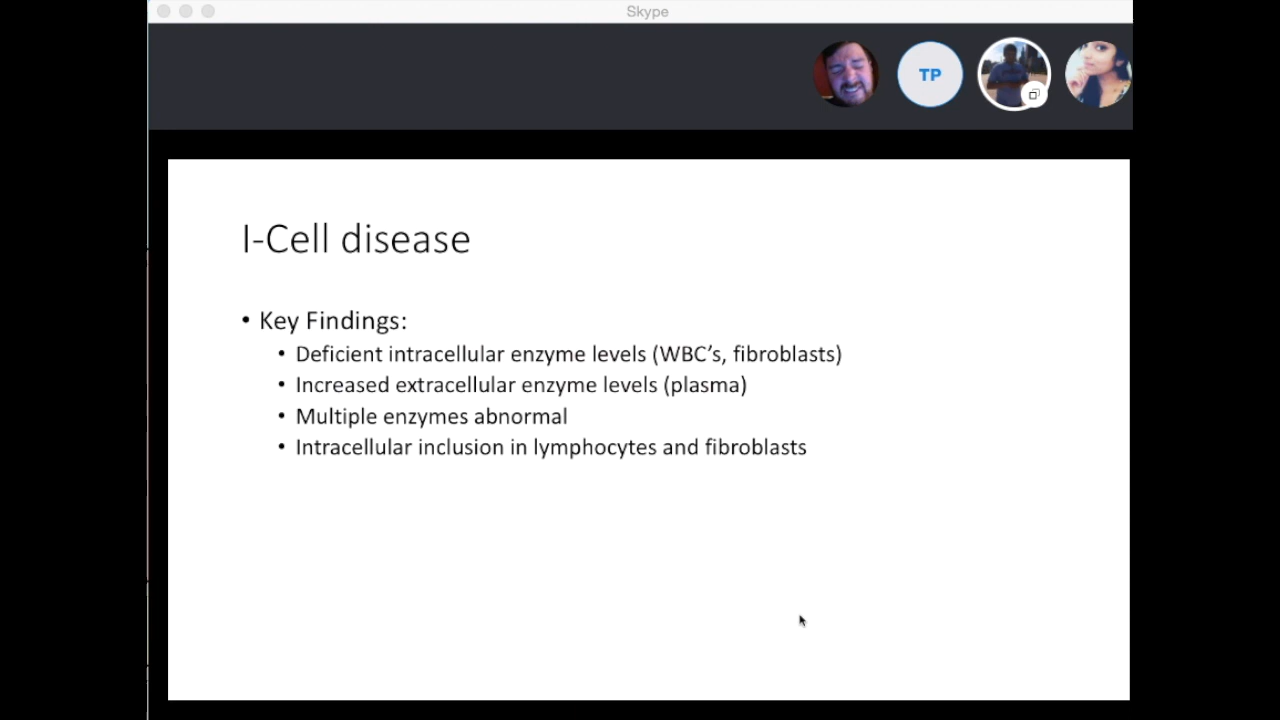 Skype
TP
I-Cell disease
• Key Findings:
• Deficient intracellular enzyme levels (WBC's, fibroblasts)
• Increased extracellular enzyme levels (plasma)
• Multiple enzymes abnormal
• Intracellular inclusion in lymphocytes and fibroblasts